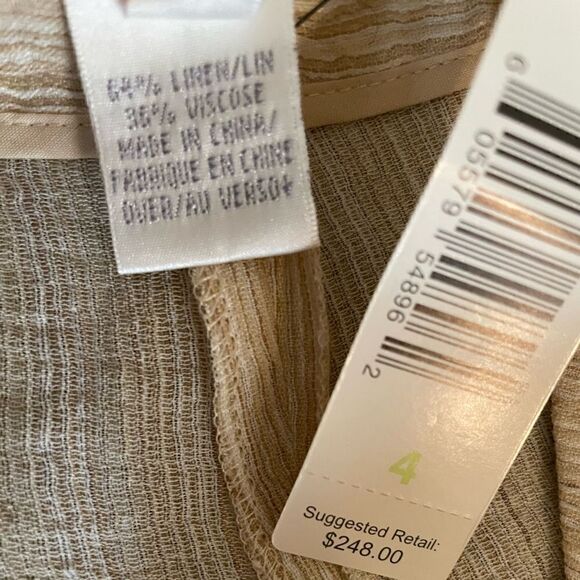 64% LINEN/LIN
36% VISCOSE
MADE IN CHINA/
FABRIQUE EN CHINE
OVER/AU VERSO→
6 05579 54896 2
4
Suggested Retail:
$248.00